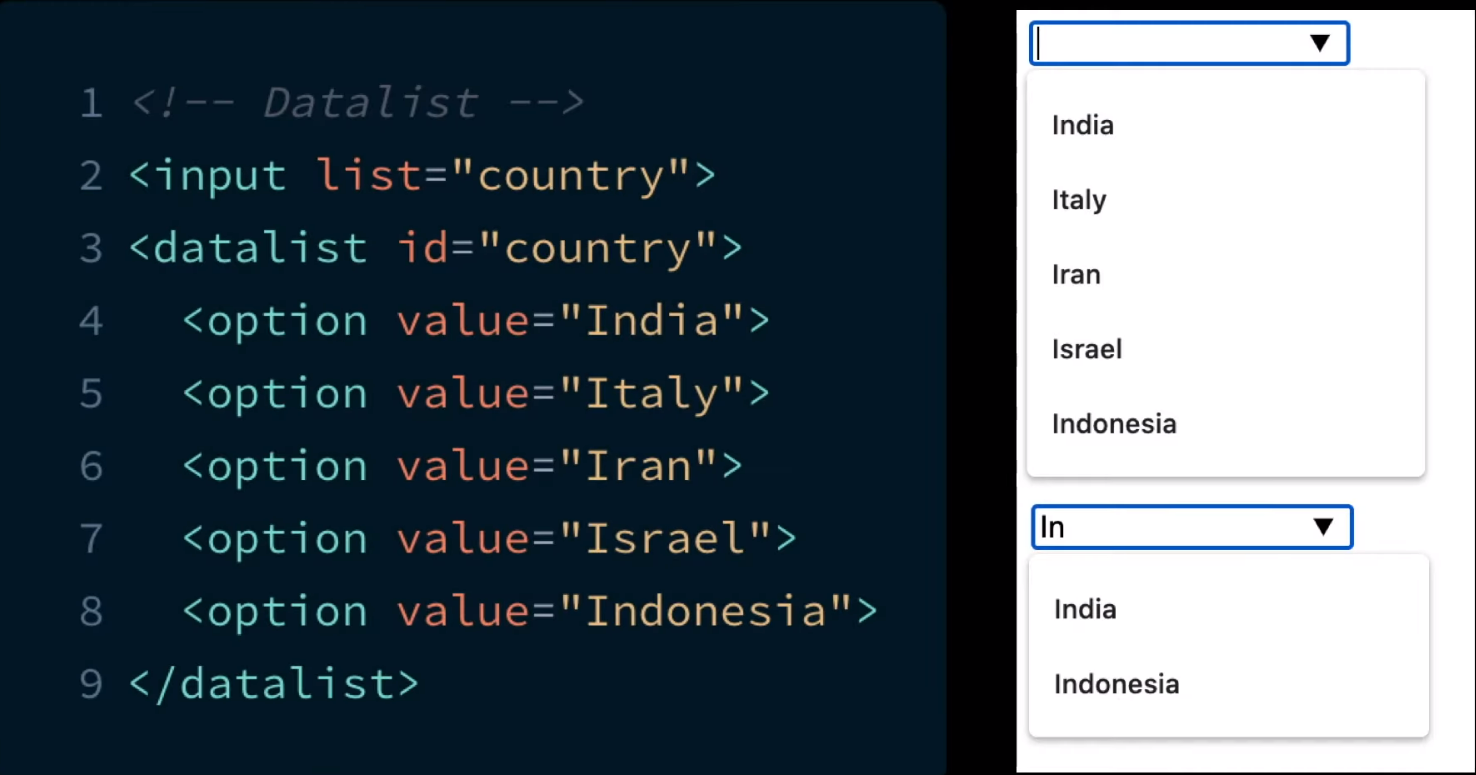 1 <!-- Datalist -->
2 <input list="country">
3 <datalist id="country">
4 <option value="India">
5 <option value="Italy">
6 <option value="Iran">
7 <option value="Israel">
8 <option value="Indonesia">
9 </datalist>
India
Italy
Iran
Israel
Indonesia
In
India
Indonesia